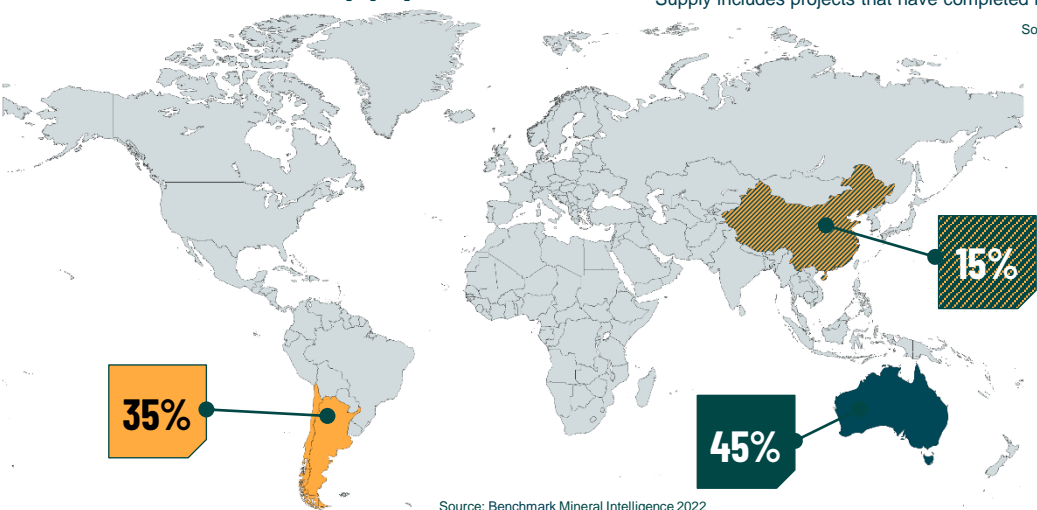 Supply includes projects that have completed
So
15%
35%
45%
Source: Benchmark Mineral Intelligence 2022